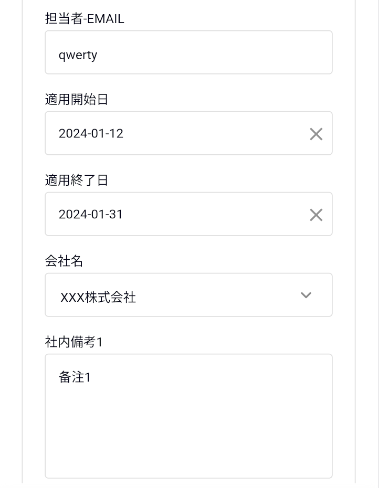 担当者-EMAIL
qwerty
適用開始日
2024-01-12
適用終了日
2024-01-31
会社名
XXX株式会社
社内備考1
备注1